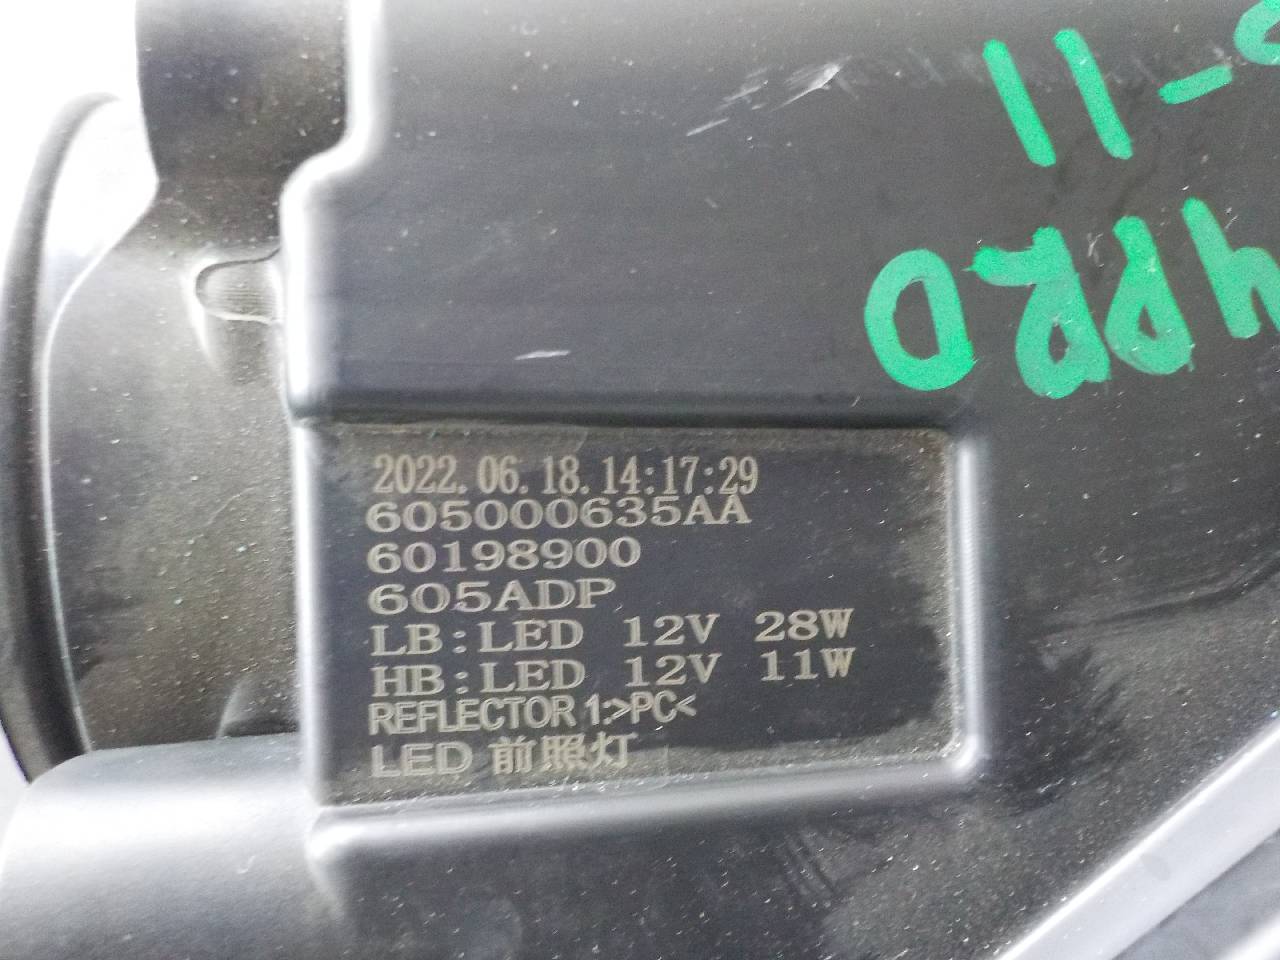 2022.06.18.14:17:29
605000635AA
60198900
605ADP
LB:LED 12V 28W
HB:LED 12V 11W
REFLECTOR 1:>PC<
LED 前照灯